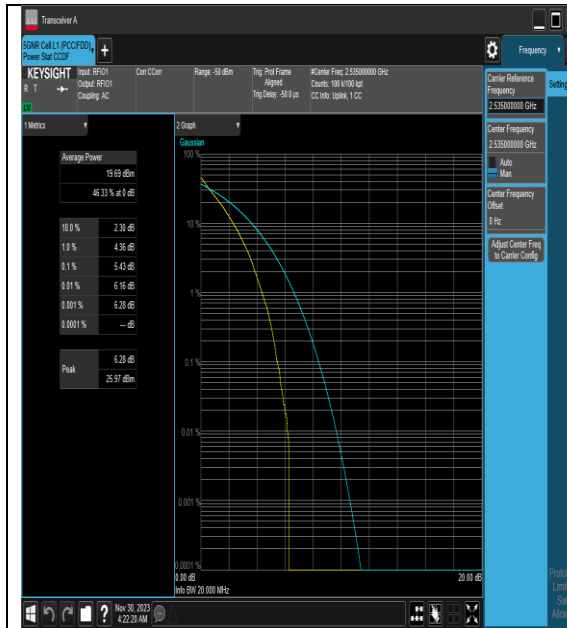 Transceiver A
5GNR Cell L1 (PCC/FDD)
Power Stat CCDF
Frequency
KEYSIGHT
R T
Input: RFIO1
Output: RFIO1
Coupling: AC
Corr CCorr
Range: -50 dBm
Trig: Prot Frame
Aligned
Trig Delay: -50.0 µs
#Center Freq: 2.535000000 GHz
Counts: 100 k/100 kpt
CC Info: Uplink, 1 CC
Carrier Reference
Frequency
2.535000000 GHz
Center Frequency
2.535000000 GHz
Auto
Man
Center Frequency
Offset
0 Hz
Adjust Center Freq
to Carrier Config
1 Metrics
Average Power
19.69 dBm
46.33 % at 0 dB
10.0 % 2.30 dB
1.0 % 4.36 dB
0.1 % 5.43 dB
0.01 % 6.16 dB
0.001 % 6.28 dB
0.0001 % --- dB
Peak
6.28 dB
25.97 dBm
2 Graph
Gaussian
100 %
10 %
1 %
0.1 %
0.01 %
0.001 %
0.0001 %
0.00 dB
20.00 dB
Info BW 20.000 MHz
Nov 30, 2023
4:22:20 AM